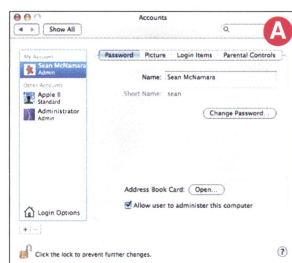 Accounts
Show All
A
Password Picture Login Items Parental Controls
My Account
Sean McNamara
Admin
Other Accounts
Apple II
Standard
Administrator
Admin
Name: Sean McNamara
Short Name: sean
Change Password...
Address Book Card: Open...
Allow user to administer this computer
Login Options
+ -
Click the lock to prevent further changes.
?